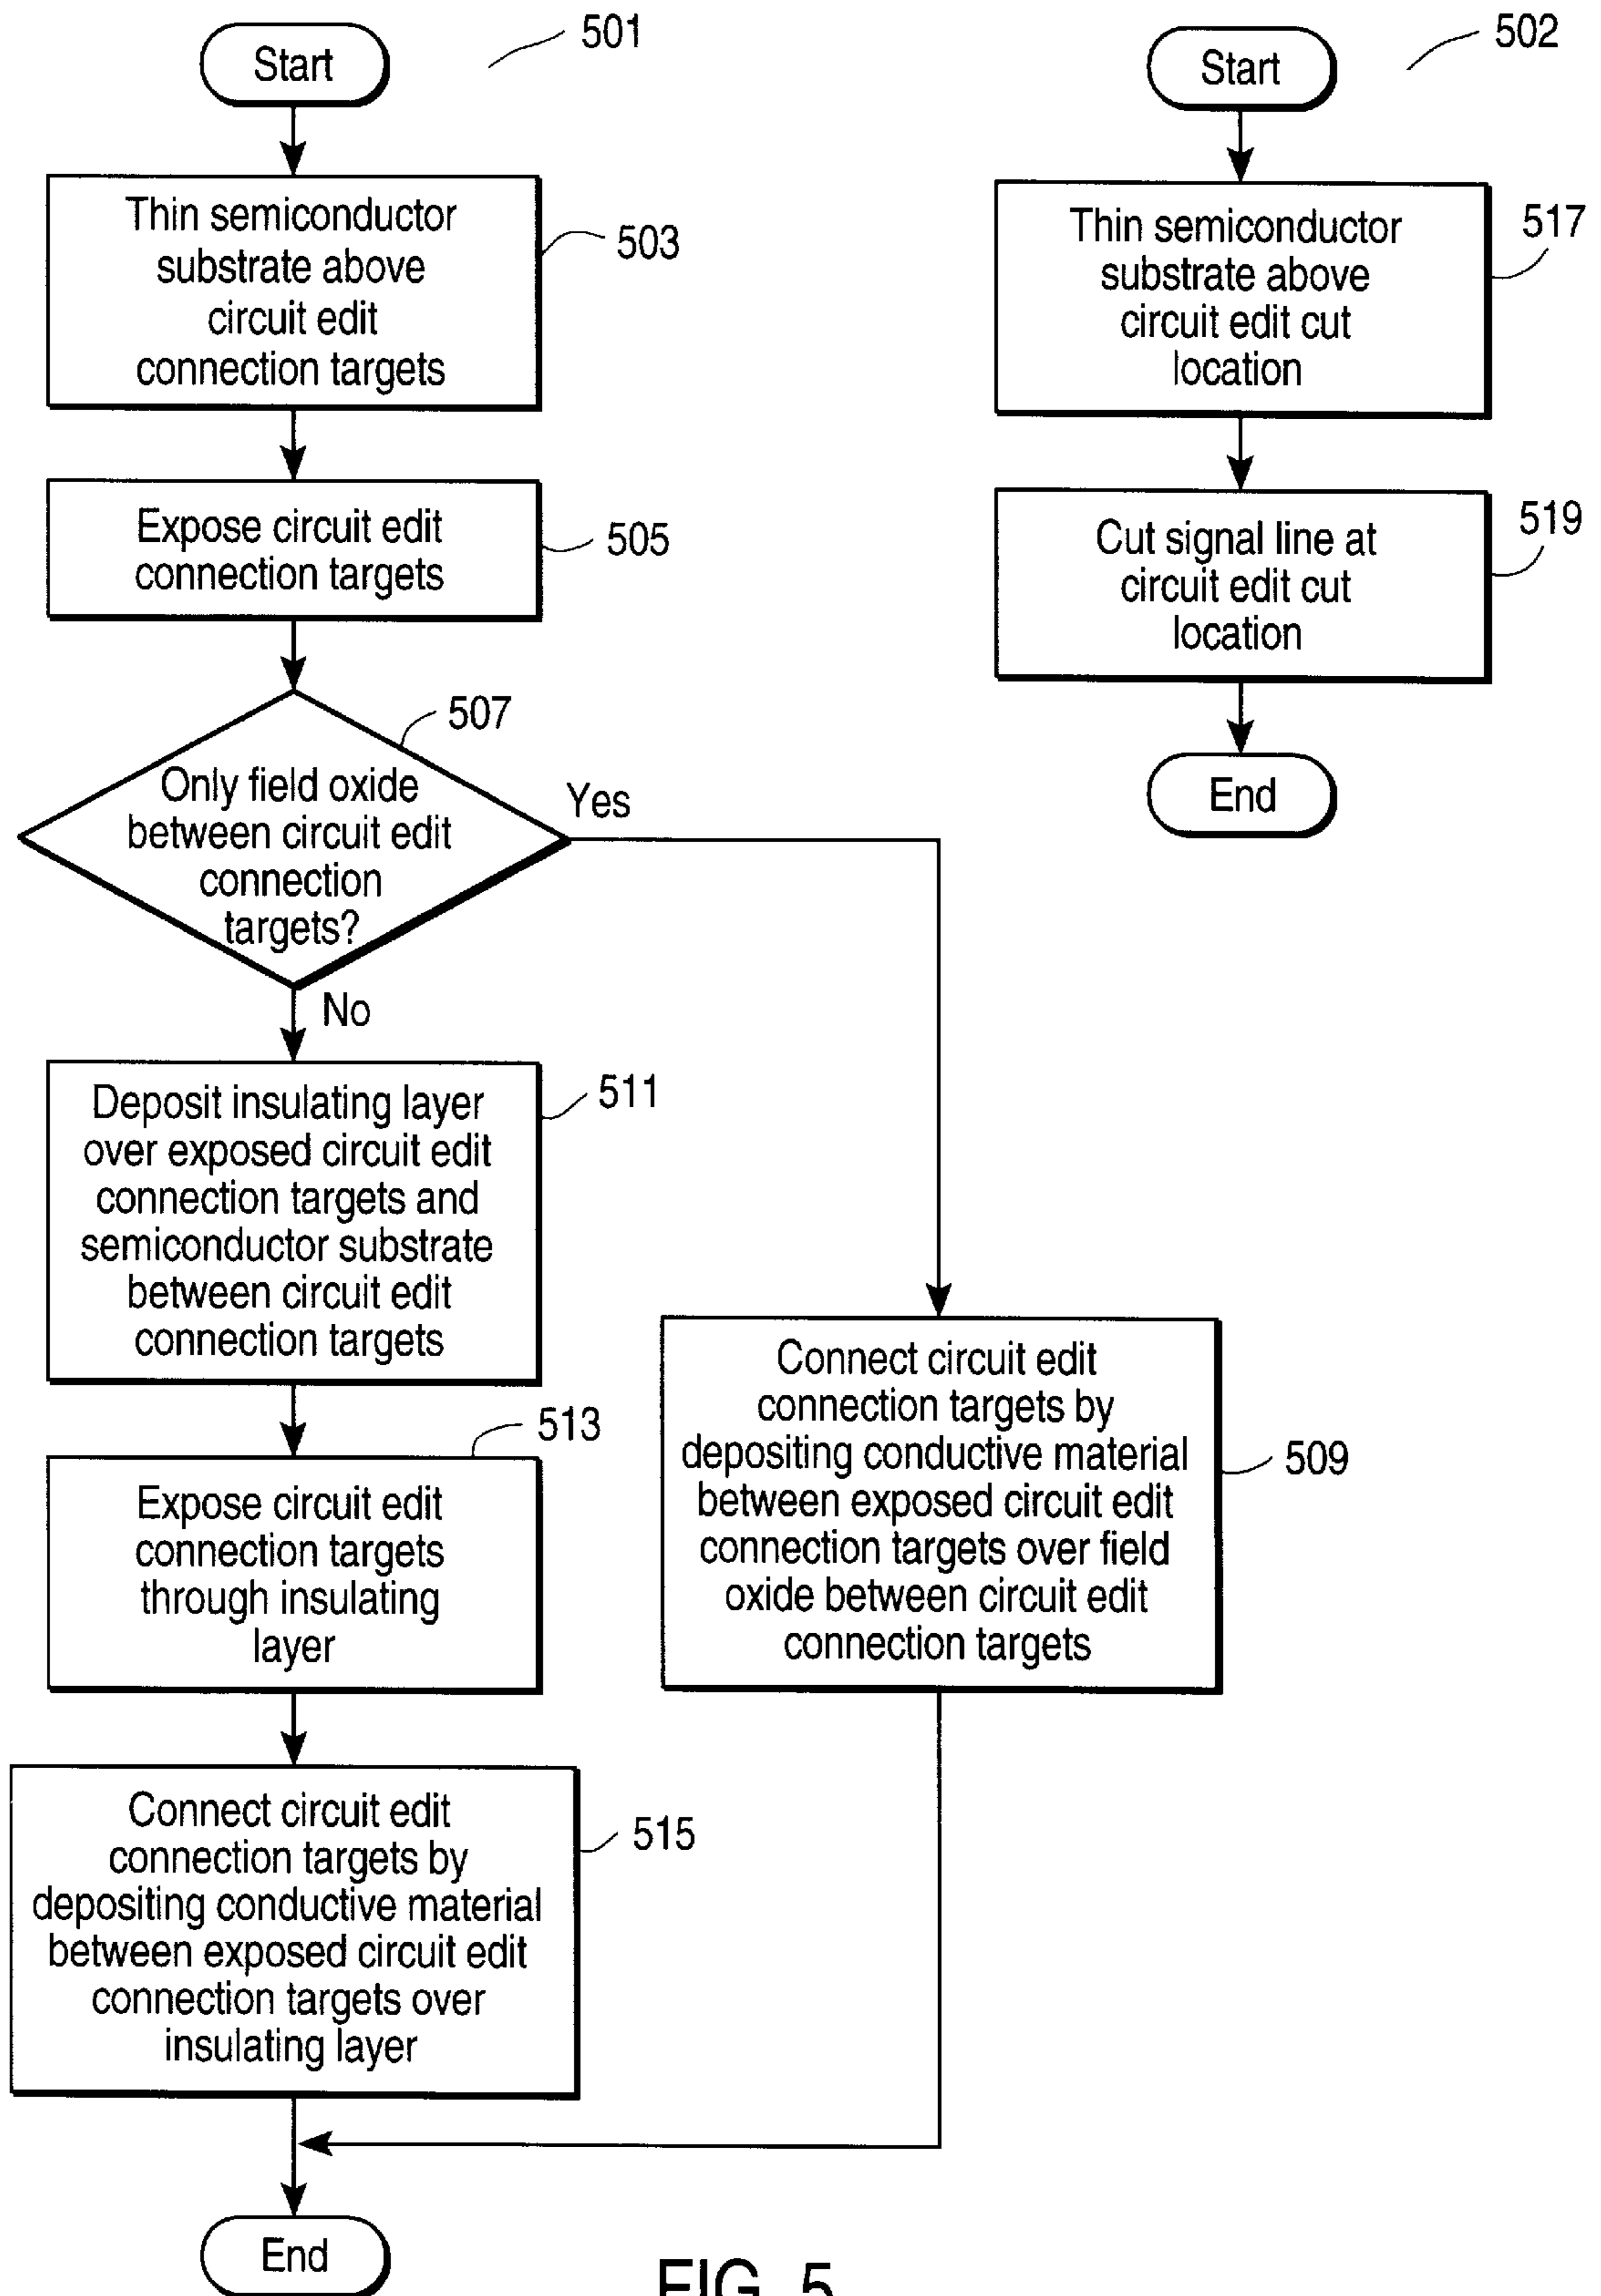 501
Start
Thin semiconductor
substrate above
circuit edit
connection targets
503
Expose circuit edit
connection targets
505
507
Only field oxide
between circuit edit
connection
targets?
Yes
No
Deposit insulating layer
over exposed circuit edit
connection targets and
semiconductor substrate
between circuit edit
connection targets
511
513
Expose circuit edit
connection targets
through insulating
layer
Connect circuit edit
connection targets by
depositing conductive material
between exposed circuit edit
connection targets over
insulating layer
515
Connect circuit edit
connection targets by
depositing conductive material
between exposed circuit edit
connection targets over field
oxide between circuit edit
connection targets
509
End
502
Start
Thin semiconductor
substrate above
circuit edit cut
location
517
Cut signal line at
circuit edit cut
location
519
End
FIG. 5